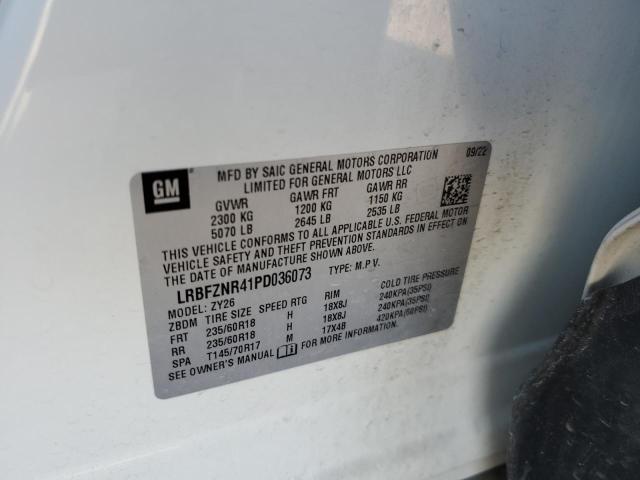 GM
MFD BY SAIC GENERAL MOTORS CORPORATION 09/22
LIMITED FOR GENERAL MOTORS LLC
GVWR GAWR FRT GAWR RR
2300 KG 1200 KG 1150 KG
5070 LB 2645 LB 2535 LB
THIS VEHICLE CONFORMS TO ALL APPLICABLE U.S. FEDERAL MOTOR
VEHICLE SAFETY AND THEFT PREVENTION STANDARDS IN EFFECT ON
THE DATE OF MANUFACTURE SHOWN ABOVE.
LRBFZNR41PD036073 TYPE: M.P.V.
MODEL: ZY26
ZBDM TIRE SIZE SPEED RTG RIM COLD TIRE PRESSURE
FRT 235/60R18 H 18X8J 240KPA(35PSI)
RR 235/60R18 H 18X8J 240KPA(35PSI)
SPA T145/70R17 M 17X4B 420KPA(60PSI)
SEE OWNER'S MANUAL FOR MORE INFORMATION.